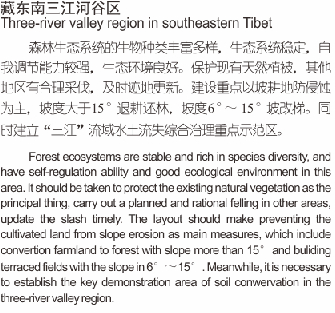 藏东南三江河谷区
Three-river valley region in southeastern Tibet
森林生态系统的生物种类丰富多样，生态系统稳定，自
我调节能力较强，生态环境良好。保护现有天然植被，其他
地区有合理采伐，及时迹地更新。建设重点以坡耕地防侵蚀
为主，坡度大于15°退耕还林，坡度6°～15°坡改梯。同
时建立“三江”流域水土流失综合治理重点示范区。
Forest ecosystems are stable and rich in species diversity, and
have self-regulation ability and good ecological environment in this
area. It should be taken to protect the existing natural vegetation as the
principal thing, carry out a planned and rational felling in other areas,
update the slash timely. The layout should make preventing the
cultivated land from slope erosion as main measures, which include
convertion farmland to forest with slope more than 15° and buliding
terraced fields with the slope in 6°～15°. Meanwhile, it is necessary
to establish the key demonstration area of soil conwervation in the
three-river valley region.